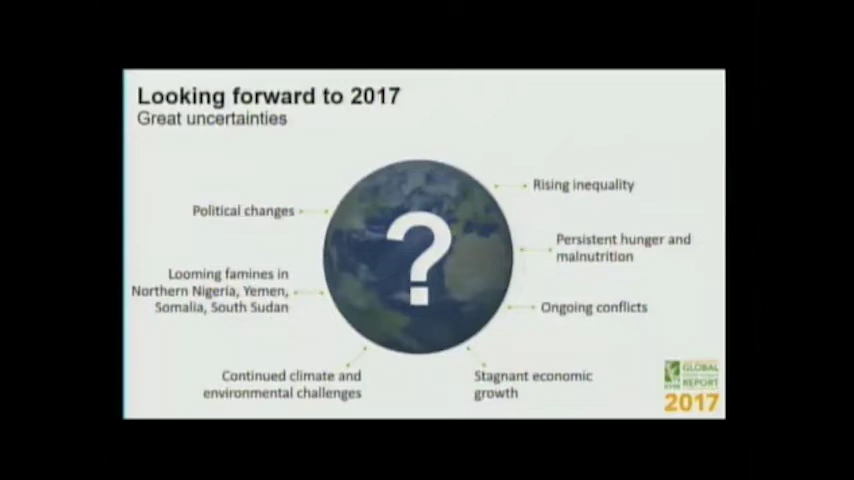 Looking forward to 2017
Great uncertainties
?
Political changes
Looming famines in
Northern Nigeria, Yemen,
Somalia, South Sudan
Continued climate and
environmental challenges
Rising inequality
Persistent hunger and
malnutrition
Ongoing conflicts
Stagnant economic
growth
GLOBAL
REPORT
2017